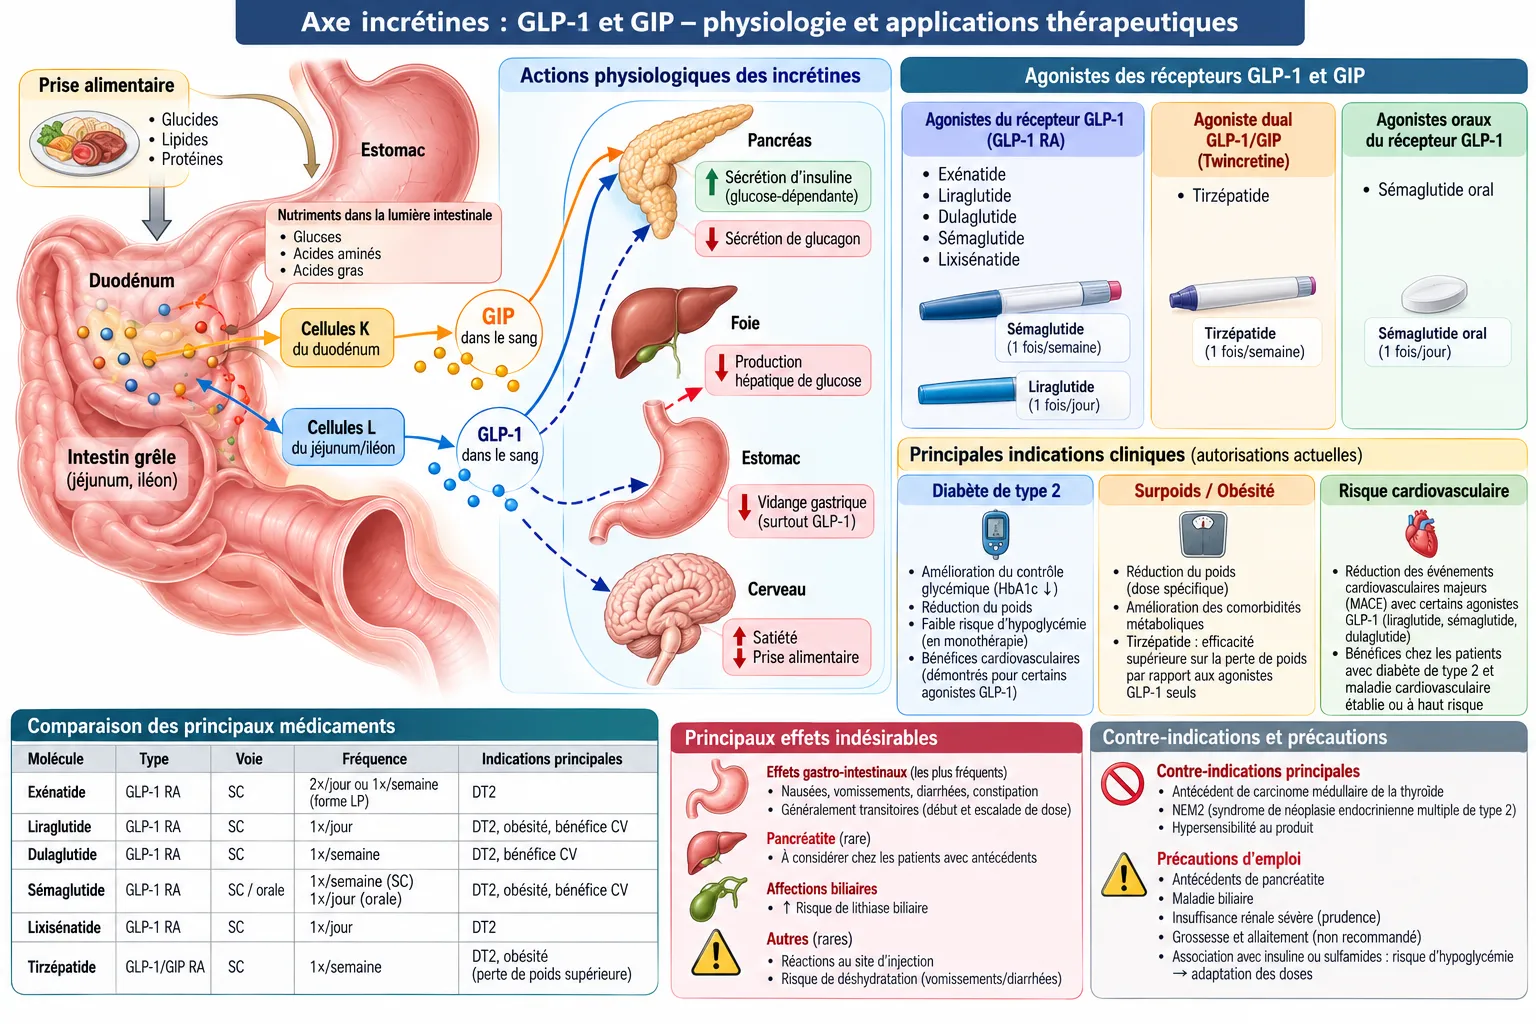 Axe incrétines : GLP-1 et GIP – physiologie et applications thérapeutiques
Prise alimentaire
• Glucides
• Lipides
• Protéines
Estomac
Nutriments dans la lumière intestinale
• Glucses
• Acides aminés
• Acides gras
Duodénum
Intestin grêle
(jéjunum, iléon)
Cellules K
du duodénum
Cellules L
du jéjunum/iléon
GIP
dans le sang
GLP-1
dans le sang
Actions physiologiques des incrétines
Pancréas
↑ Sécrétion d’insuline
(glucose-dépendante)
↓ Sécrétion de glucagon
Foie
↓ Production
hépatique de glucose
Estomac
↓ Vidange gastrique
(surtout GLP-1)
Cerveau
↑ Satiété
↓ Prise alimentaire
Agonistes des récepteurs GLP-1 et GIP
Agonistes du récepteur GLP-1
(GLP-1 RA)
• Exénatide
• Liraglutide
• Dulaglutide
• Sémaglutide
• Lixisénatide
Sémaglutide
(1 fois/semaine)
Liraglutide
(1 fois/jour)
Agoniste dual
GLP-1/GIP
(Twincretine)
• Tirzépatide
Tirzépatide
(1 fois/semaine)
Agonistes oraux
du récepteur GLP-1
• Sémaglutide oral
Sémaglutide oral
(1 fois/jour)
Principales indications cliniques (autorisations actuelles)
Diabète de type 2
• Amélioration du contrôle
glycémique (HbA1c ↓)
• Réduction du poids
• Faible risque d’hypoglycémie
(en monothérapie)
• Bénéfices cardiovasculaires
(démontrés pour certains
agonistes GLP-1)
Surpoids / Obésité
• Réduction du poids
(dose spécifique)
• Amélioration des comorbidités
métaboliques
• Tirzépatide : efficacité
supérieure sur la perte de poids
par rapport aux agonistes
GLP-1 seuls
Risque cardiovasculaire
• Réduction des événements
cardiovasculaires majeurs
(MACE) avec certains agonistes
GLP-1 (liraglutide, sémaglutide,
dulaglutide)
• Bénéfices chez les patients
avec diabète de type 2 et
maladie cardiovasculaire
établie ou à haut risque
Comparaison des principaux médicaments
Molécule Type Voie Fréquence Indications principales
Exénatide GLP-1 RA SC 2×/jour ou 1×/semaine (forme LP) DT2
Liraglutide GLP-1 RA SC 1×/jour DT2, obésité, bénéfice CV
Dulaglutide GLP-1 RA SC 1×/semaine DT2, bénéfice CV
Sémaglutide GLP-1 RA SC / orale 1×/semaine (SC) 1×/jour (orale) DT2, obésité, bénéfice CV
Lixisénatide GLP-1 RA SC 1×/jour DT2
Tirzépatide GLP-1/GIP RA SC 1×/semaine DT2, obésité (perte de poids supérieure)
Principaux effets indésirables
Effets gastro-intestinaux (les plus fréquents)
• Nausées, vomissements, diarrhées, constipation
• Généralement transitoires (début et escalade de dose)
Pancréatite (rare)
• À considérer chez les patients avec antécédents
Affections biliaires
• ↑ Risque de lithiase biliaire
Autres (rares)
• Réactions au site d’injection
• Risque de déshydratation (vomissements/diarrhées)
Contre-indications et précautions
Contre-indications principales
• Antécédent de carcinome médullaire de la thyroïde
• NEM2 (syndrome de néoplasie endocrinienne multiple de type 2)
• Hypersensibilité au produit
Précautions d’emploi
• Antécédents de pancréatite
• Maladie biliaire
• Insuffisance rénale sévère (prudence)
• Grossesse et allaitement (non recommandé)
• Association avec insuline ou sulfamides : risque d’hypoglycémie
→ adaptation des doses